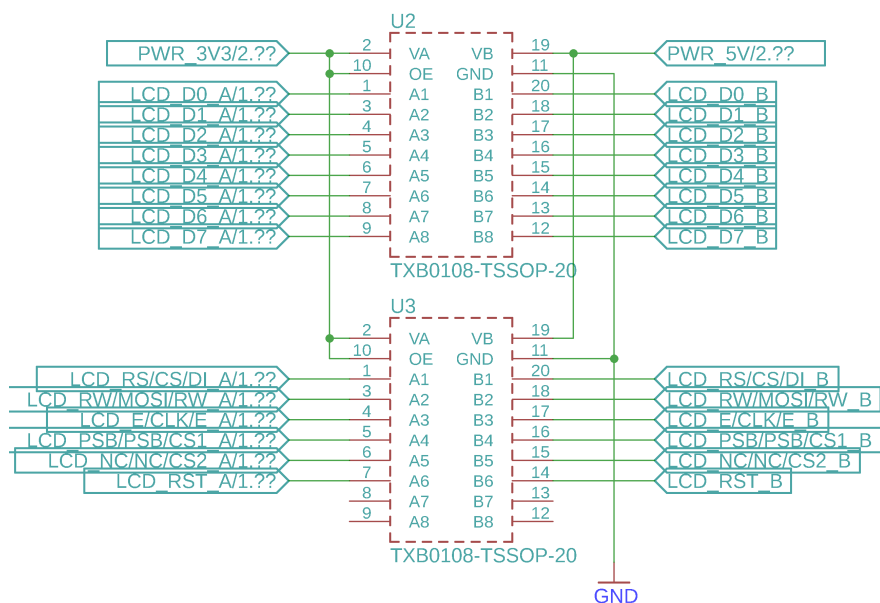 U2
PWR_3V3/2.?? 2 VA VB 19 PWR_5V/2.??
10 OE GND 11
LCD_D0_A/1.?? 1 A1 B1 20 LCD_D0_B
LCD_D1_A/1.?? 3 A2 B2 18 LCD_D1_B
LCD_D2_A/1.?? 4 A3 B3 17 LCD_D2_B
LCD_D3_A/1.?? 5 A4 B4 16 LCD_D3_B
LCD_D4_A/1.?? 6 A5 B5 15 LCD_D4_B
LCD_D5_A/1.?? 7 A6 B6 14 LCD_D5_B
LCD_D6_A/1.?? 8 A7 B7 13 LCD_D6_B
LCD_D7_A/1.?? 9 A8 B8 12 LCD_D7_B
TXB0108-TSSOP-20
U3
2 VA VB 19
10 OE GND 11
LCD_RS/CS/DI_A/1.?? 1 A1 B1 20 LCD_RS/CS/DI_B
LCD_RW/MOSI/RW_A/1.?? 3 A2 B2 18 LCD_RW/MOSI/RW_B
LCD_E/CLK/E_A/1.?? 4 A3 B3 17 LCD_E/CLK/E_B
LCD_PSB/PSB/CS1_A/1.?? 5 A4 B4 16 LCD_PSB/PSB/CS1_B
LCD_NC/NC/CS2_A/1.?? 6 A5 B5 15 LCD_NC/NC/CS2_B
LCD_RST_A/1.?? 7 A6 B6 14 LCD_RST_B
8 A7 B7 13
9 A8 B8 12
TXB0108-TSSOP-20
GND